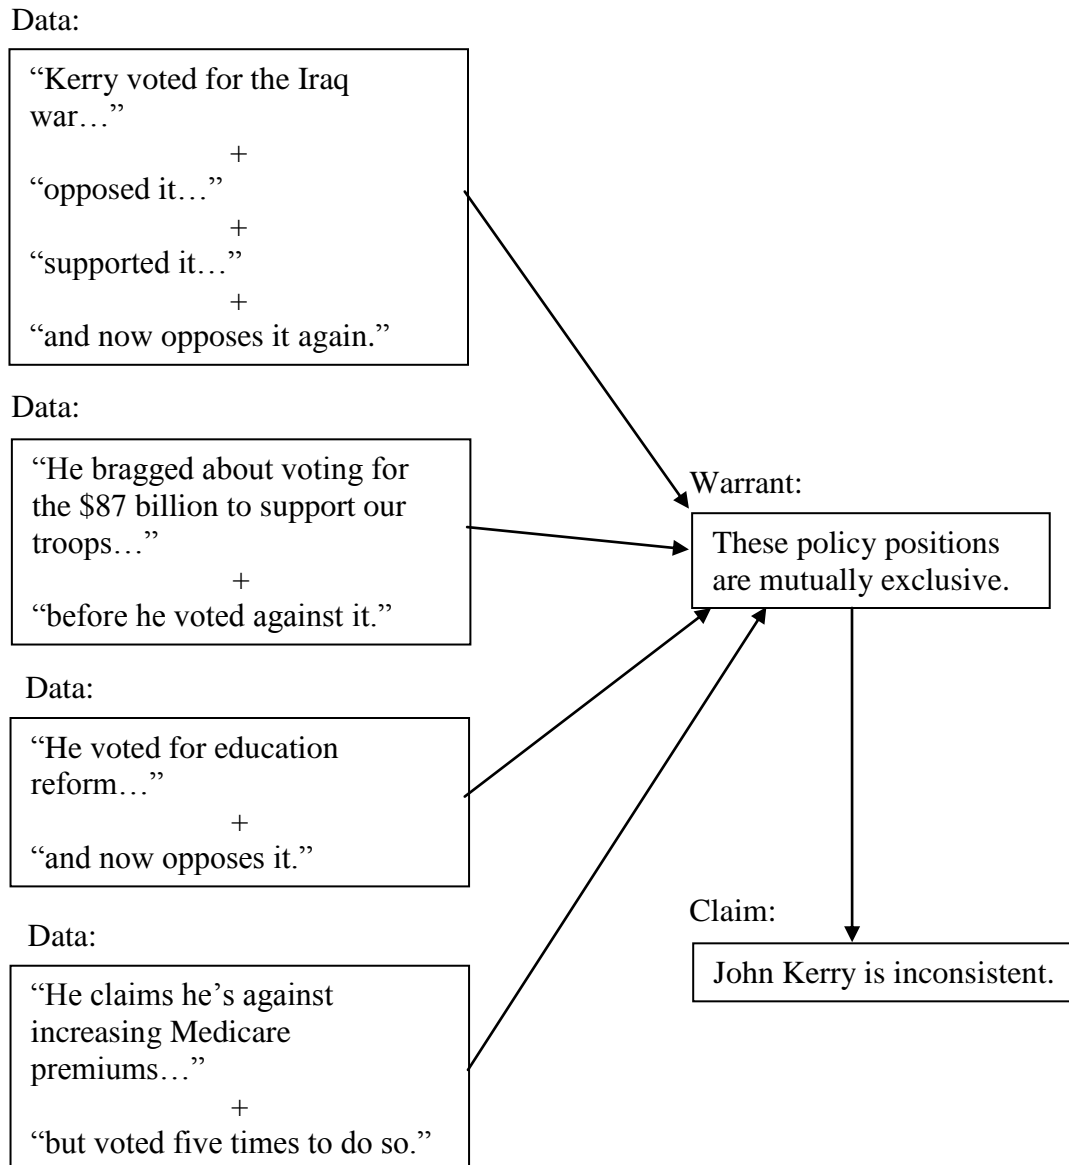 Data:
“Kerry voted for the Iraq
war…”
+
“opposed it…”
+
“supported it…”
+
“and now opposes it again.”
Data:
“He bragged about voting for
the $87 billion to support our
troops…”
+
“before he voted against it.”
Warrant:
These policy positions
are mutually exclusive.
Data:
“He voted for education
reform…”
+
“and now opposes it.”
Data:
“He claims he’s against
increasing Medicare
premiums…”
+
“but voted five times to do so.”
Claim:
John Kerry is inconsistent.